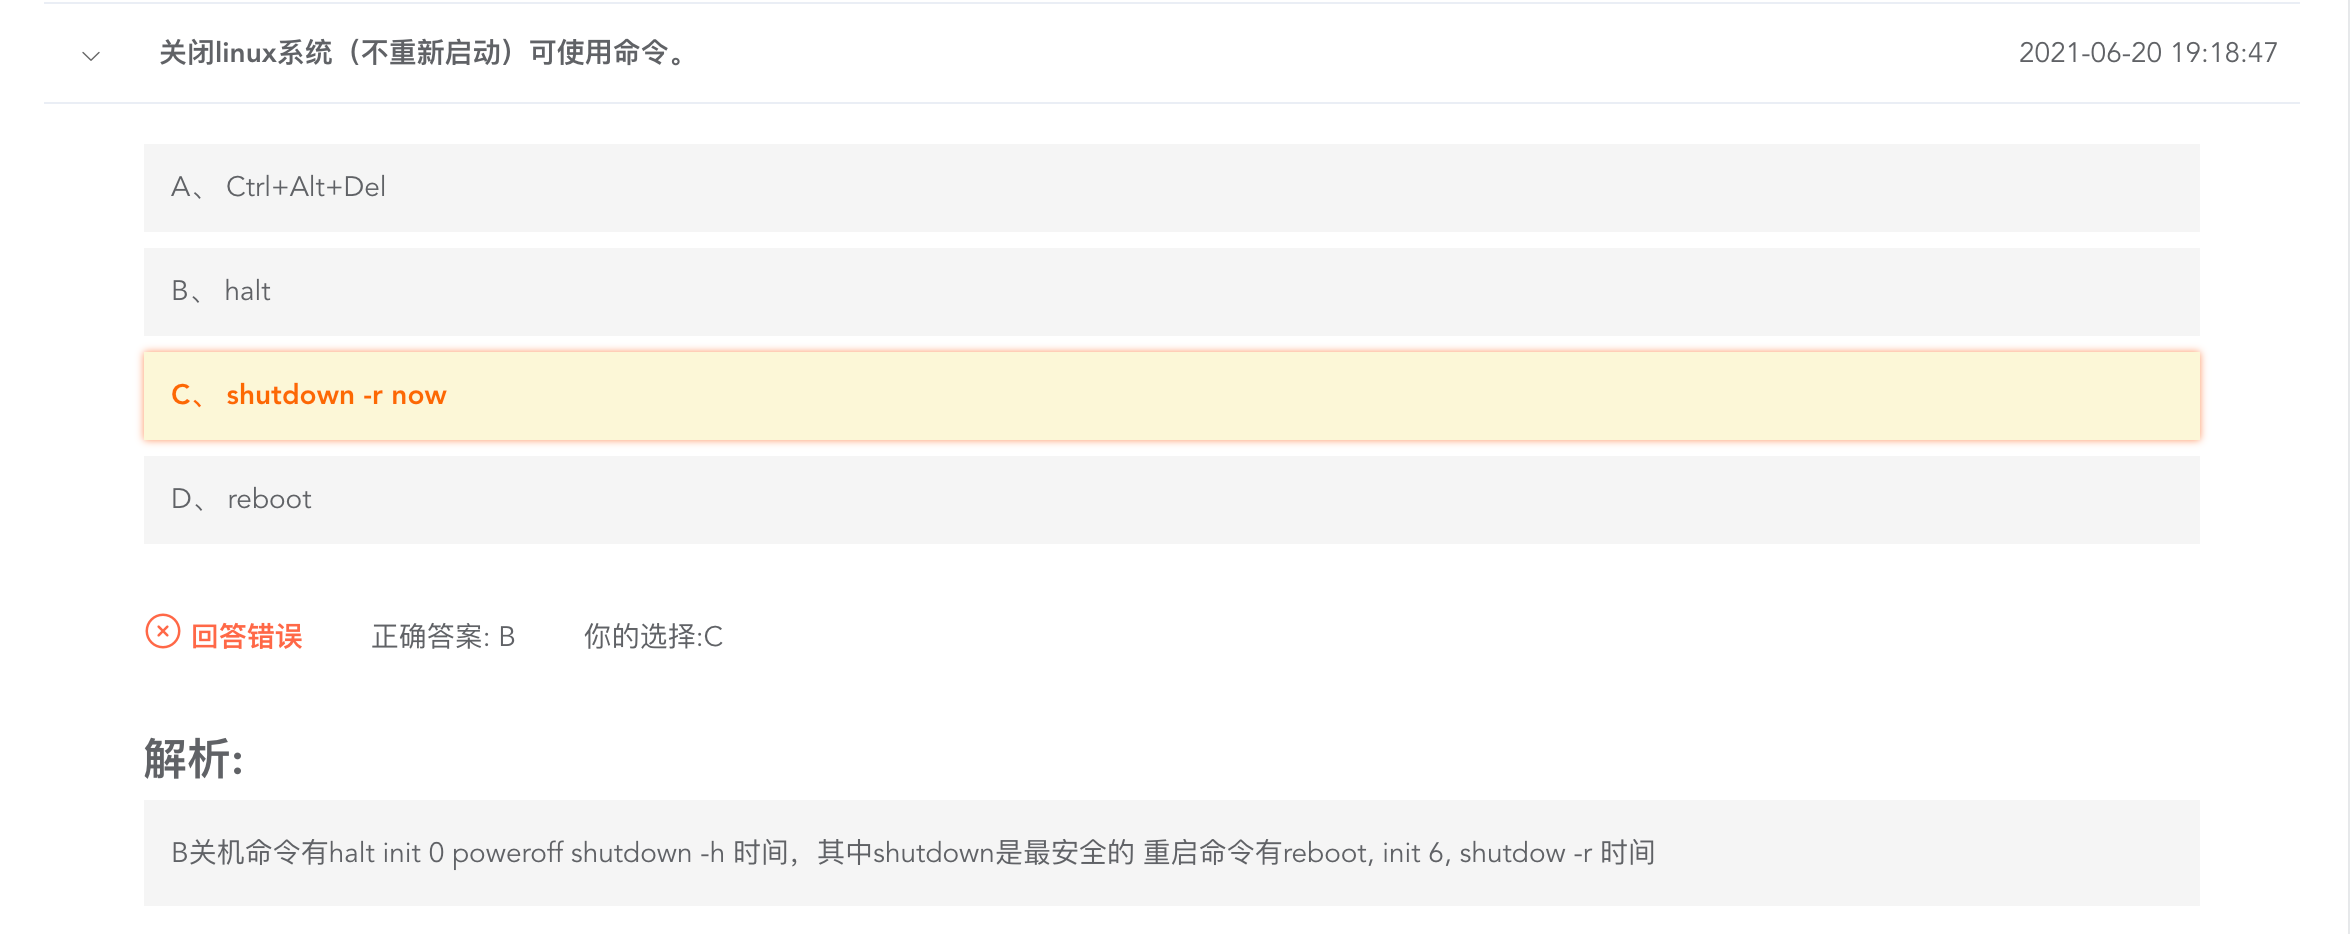 关闭linux系统（不重新启动）可使用命令。 2021-06-20 19:18:47
A、 Ctrl+Alt+Del
B、 halt
C、 shutdown -r now
D、 reboot
回答错误 正确答案: B 你的选择:C
解析:
B关机命令有halt init 0 poweroff shutdown -h 时间，其中shutdown是最安全的 重启命令有reboot, init 6, shutdow -r 时间